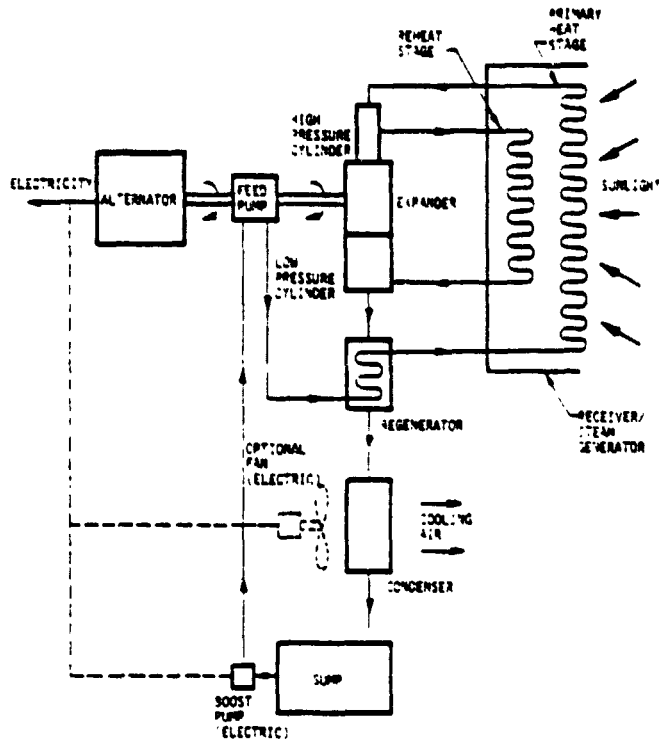 PRIMARY
HEAT
STAGE
REHEAT
STAGE
HIGH
PRESSURE
CYLINDER
ELECTRICITY
ALTERNATOR
FEED
PUMP
EXPANDER
SUNLIGHT
LOW
PRESSURE
CYLINDER
REGENERATOR
RECEIVER/
STEAM
GENERATOR
OPTIONAL
FAN
(ELECTRIC)
COOLING
AIR
CONDENSER
SUMP
BOOST
PUMP
(ELECTRIC)